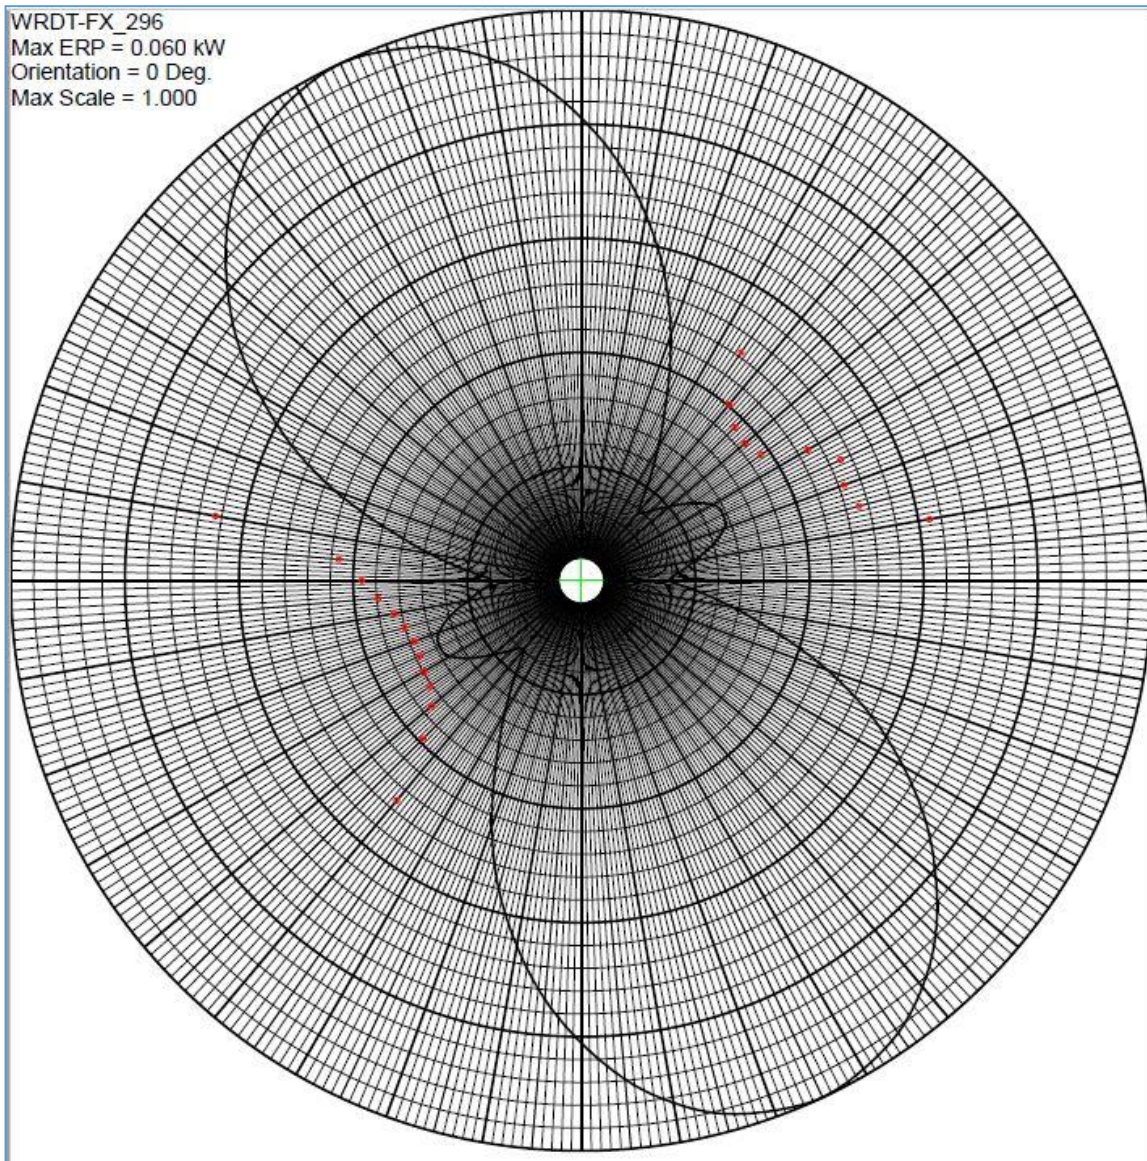 WRDT-FX_296
Max ERP = 0.060 kW
Orientation = 0 Deg.
Max Scale = 1.000